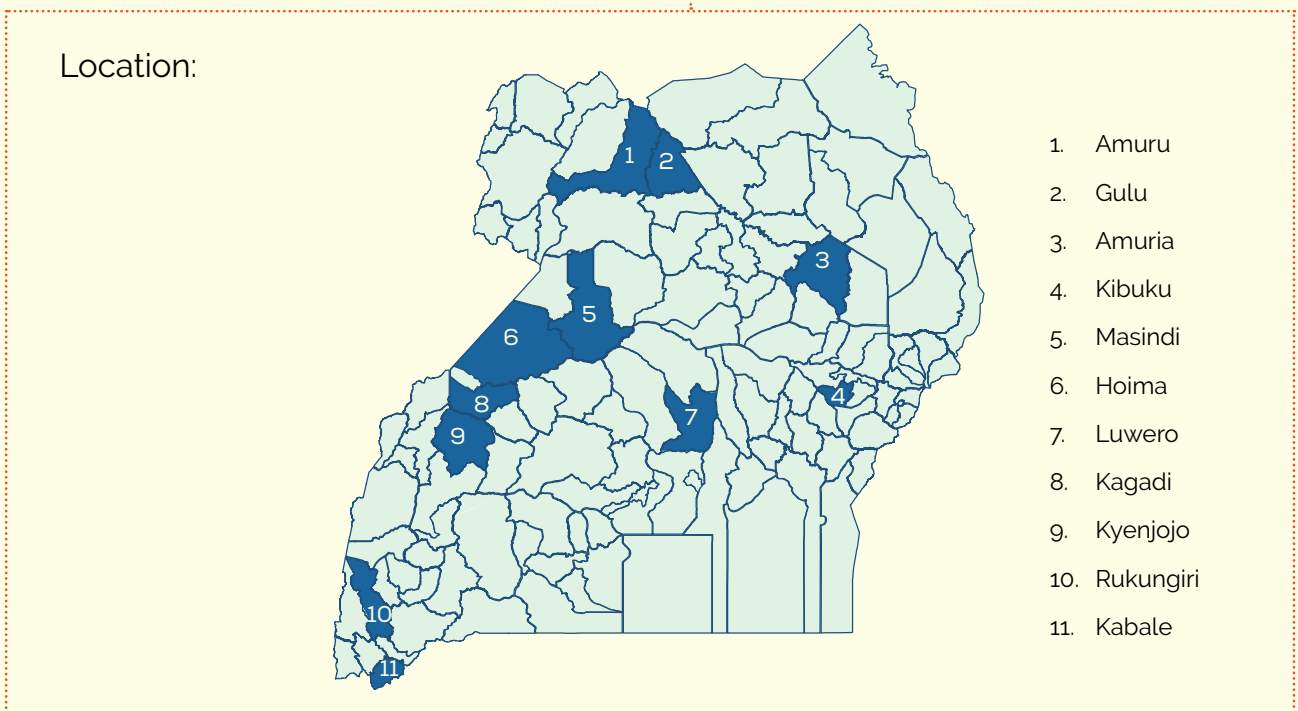 Location:
1
2
3
5
6
4
8
7
9
10
11
1. Amuru
2. Gulu
3. Amuria
4. Kibuku
5. Masindi
6. Hoima
7. Luwero
8. Kagadi
9. Kyenjojo
10. Rukungiri
11. Kabale